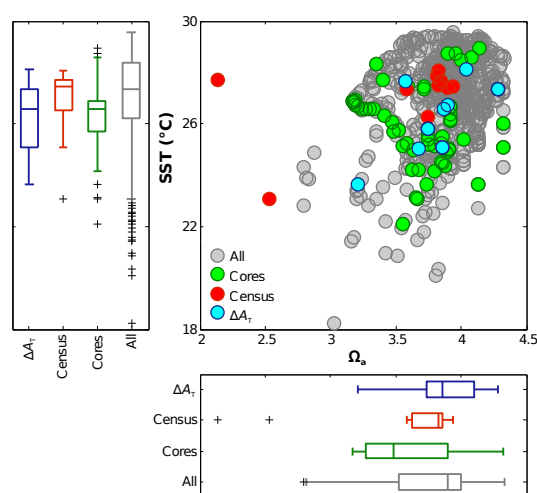 30
26
22
18
SST (°C)
ΔA_T
Census
Cores
All
All
Cores
Census
ΔA_T
2
2.5
3
3.5
4
4.5
Ω_a
ΔA_T
Census
Cores
All